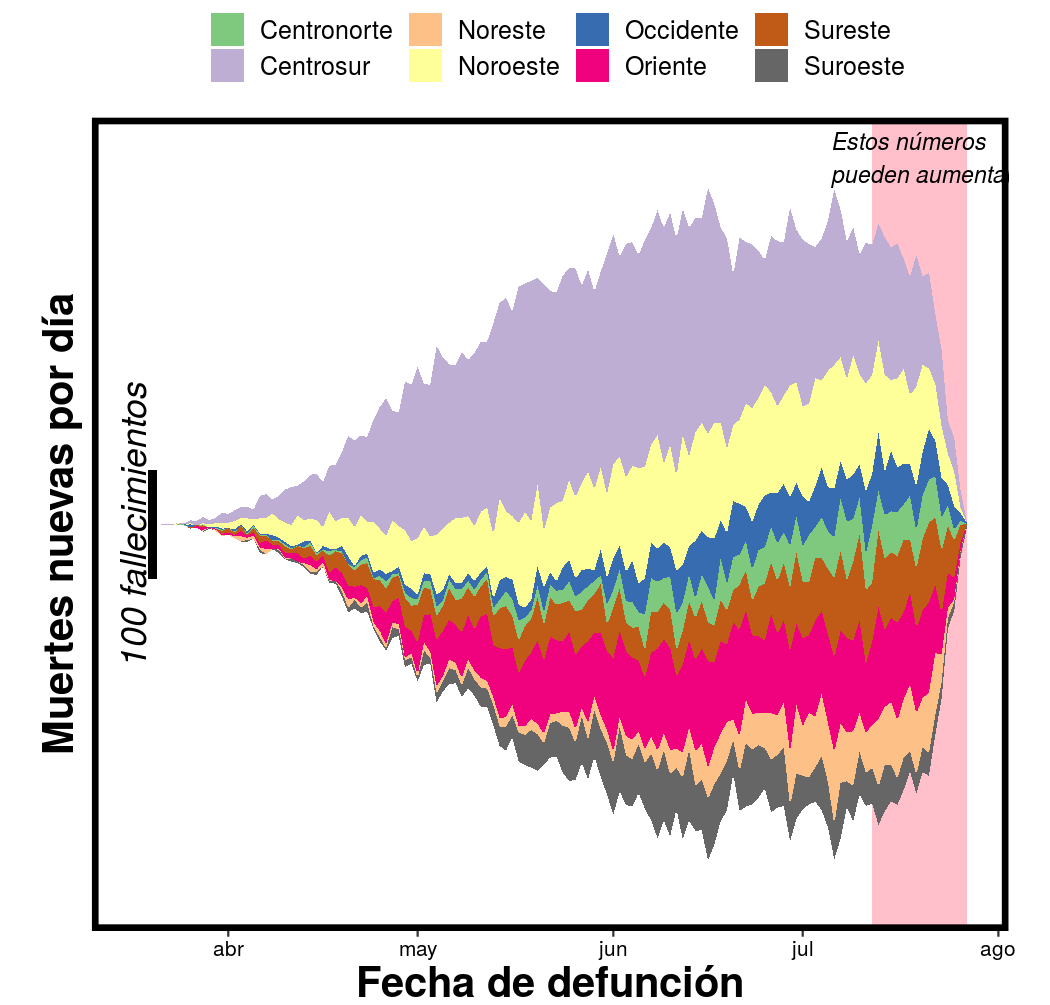 Centronorte Noreste Occidente Sureste
Centrosur Noroeste Oriente Suroeste
Estos números
pueden aumenta
Muertes nuevas por día
100 fallecimientos
abr may jun jul ago
Fecha de defunción